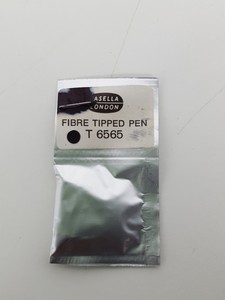 ASELLA
LONDON
FIBRE TIPPED PEN
T 6565